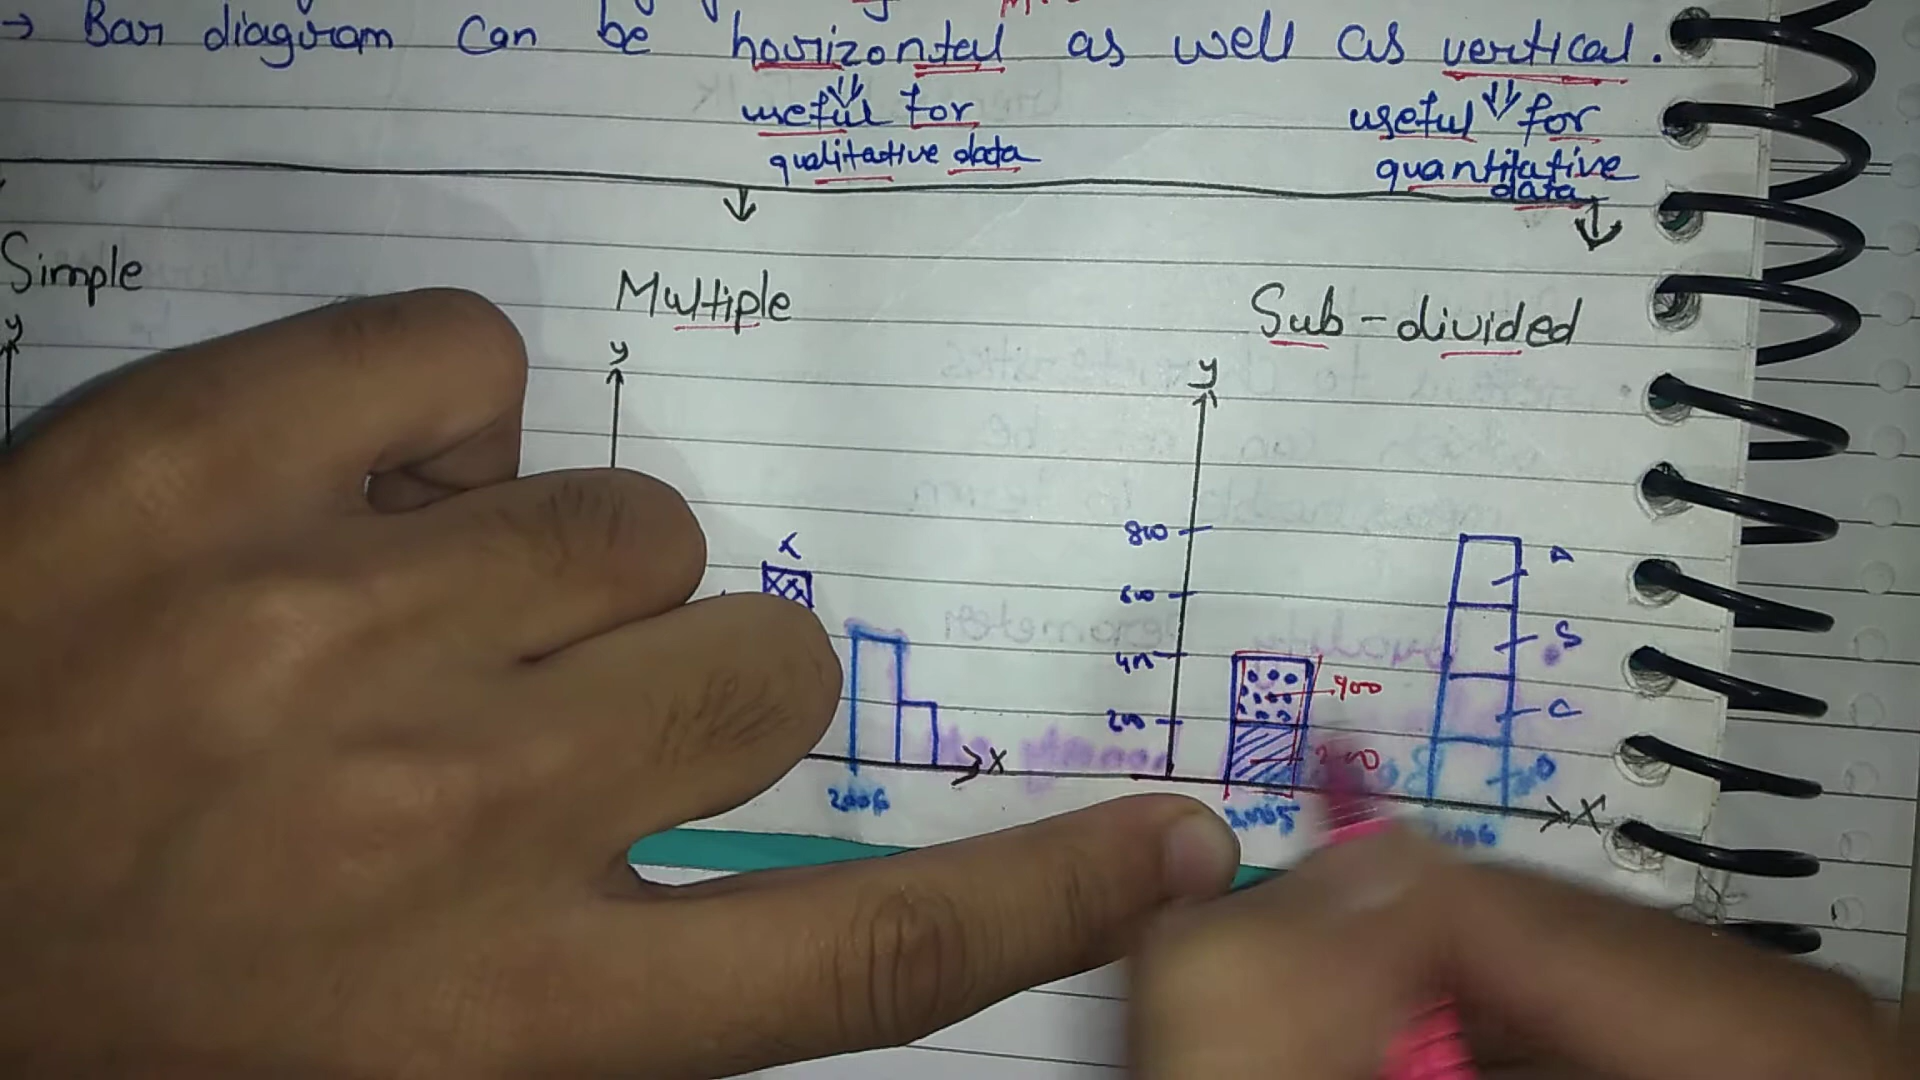 → Bar diagram can be horizontal as well as vertical.
useful for
qualitative data
useful for
quantitative
data
Simple
Multiple
Sub-divided
y
y
y
800
600
400
200
X
2006
X
400
200
A
S
C
2005
X